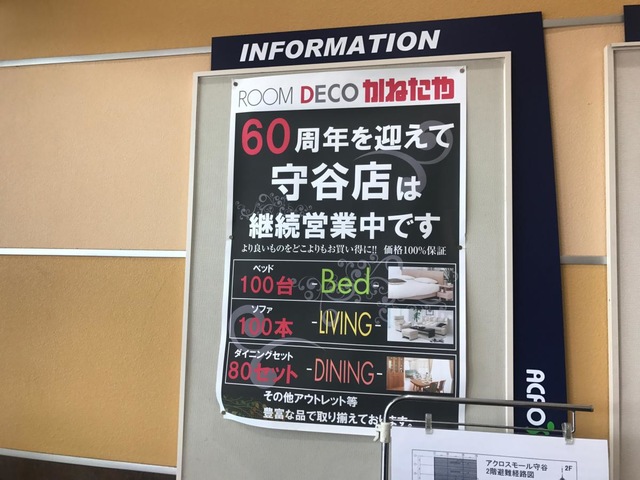 INFORMATION
ROOM DECO かねたや
60周年を迎えて
守谷店は
継続営業中です
より良いものをどこよりもお買い得に!! 価格100%保証
ベッド
100台 -Bed-
ソファ
100本 -LIVING-
ダイニングセット
80セット -DINING-
その他アウトレット等
豊富な品で取り揃えております。
ACROS
アクロスモール守谷
2階避難経路図
2F